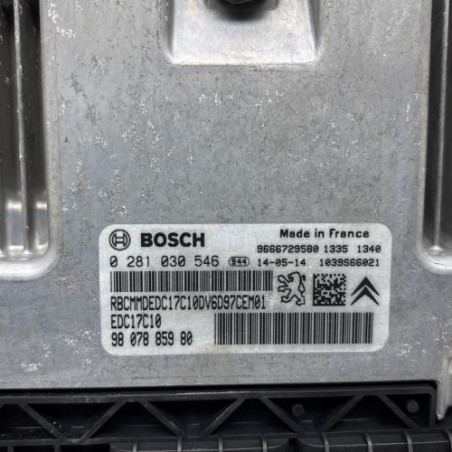 BOSCH
Made in France
9666729580 1335 1340
0 281 030 546 944 14-05-14 1039S66021
RBCMMDEDC17C10DV6D97CEM01
EDC17C10
98 078 859 80